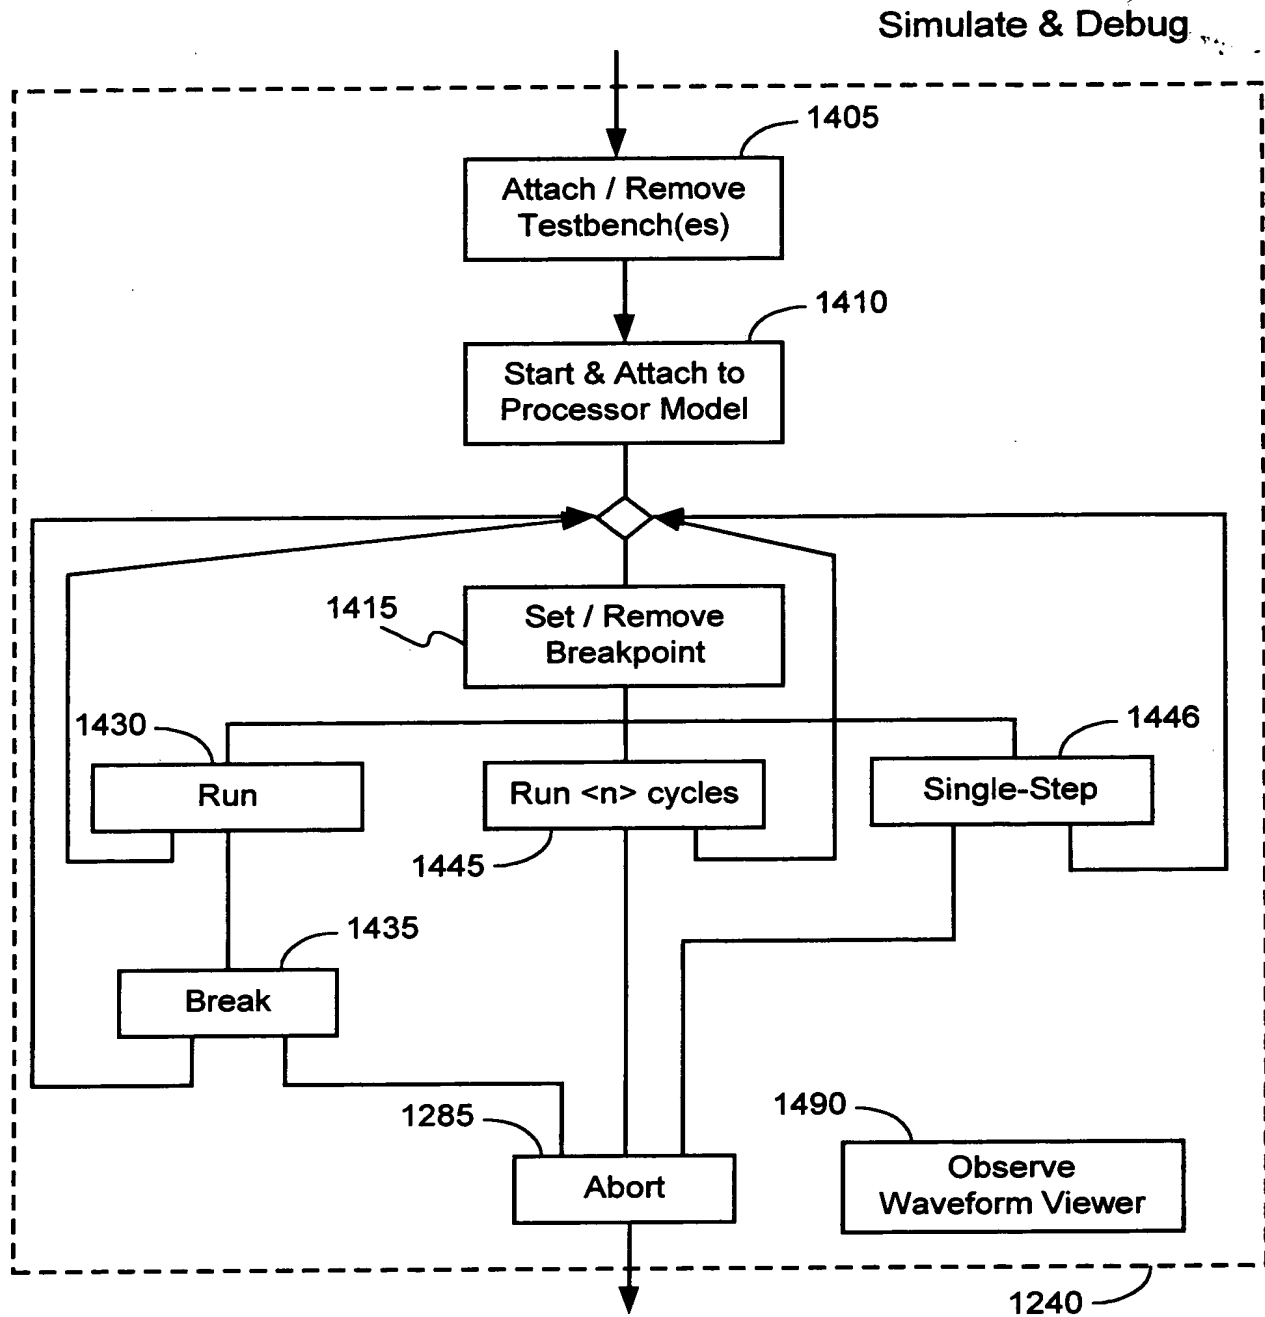 Simulate & Debug
1405
Attach / Remove
Testbench(es)
1410
Start & Attach to
Processor Model
1415
Set / Remove
Breakpoint
1430
1446
Run
Run <n> cycles
Single-Step
1445
1435
Break
1285
1490
Abort
Observe
Waveform Viewer
1240